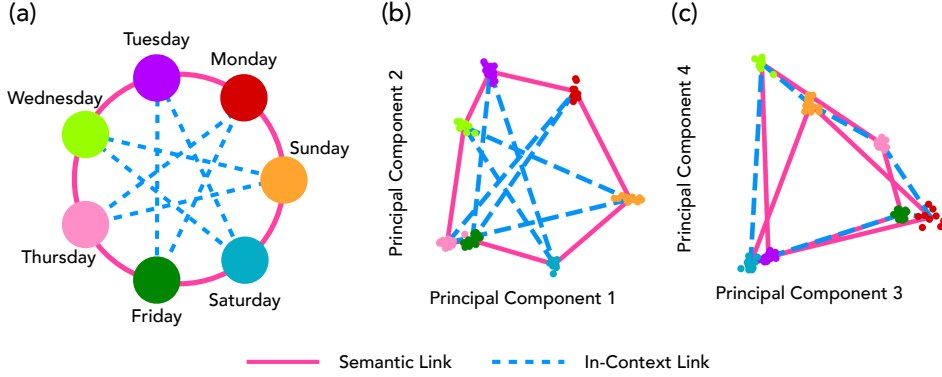 (a)
Tuesday
Monday
Wednesday
Sunday
Thursday
Saturday
Friday
(b)
Principal Component 2
Principal Component 1
(c)
Principal Component 4
Principal Component 3
Semantic Link
In-Context Link